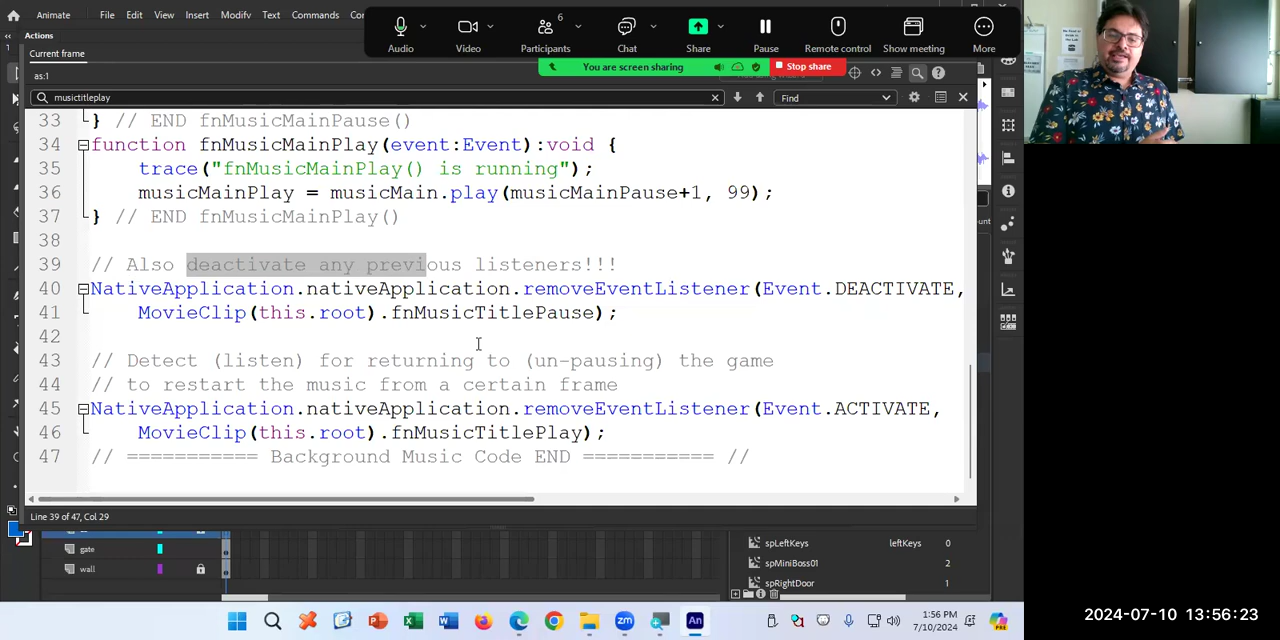 Animate File Edit View Insert Modify Text Commands
Audio Video Participants 6 Chat Share Pause Remote control Show meeting More
Actions
You are screen sharing Stop share
Current frame
as:1
musictitleplay Find
33 } // END fnMusicMainPause()
34 function fnMusicMainPlay(event:Event):void {
35 trace("fnMusicMainPlay() is running");
36 musicMainPlay = musicMain.play(musicMainPause+1, 99);
37 } // END fnMusicMainPlay()
38
39 // Also deactivate any previous listeners!!!
40 NativeApplication.nativeApplication.removeEventListener(Event.DEACTIVATE,
41 MovieClip(this.root).fnMusicTitlePause);
42
43 // Detect (listen) for returning to (un-pausing) the game
44 // to restart the music from a certain frame
45 NativeApplication.nativeApplication.removeEventListener(Event.ACTIVATE,
46 MovieClip(this.root).fnMusicTitlePlay);
47 // =========== Background Music Code END =========== //
Line 39 of 47, Col 29
gate
wall
spLeftKeys leftKeys 0
spMiniBoss01 2
spRightDoor 1
1:56 PM
7/10/2024
2024-07-10 13:56:23